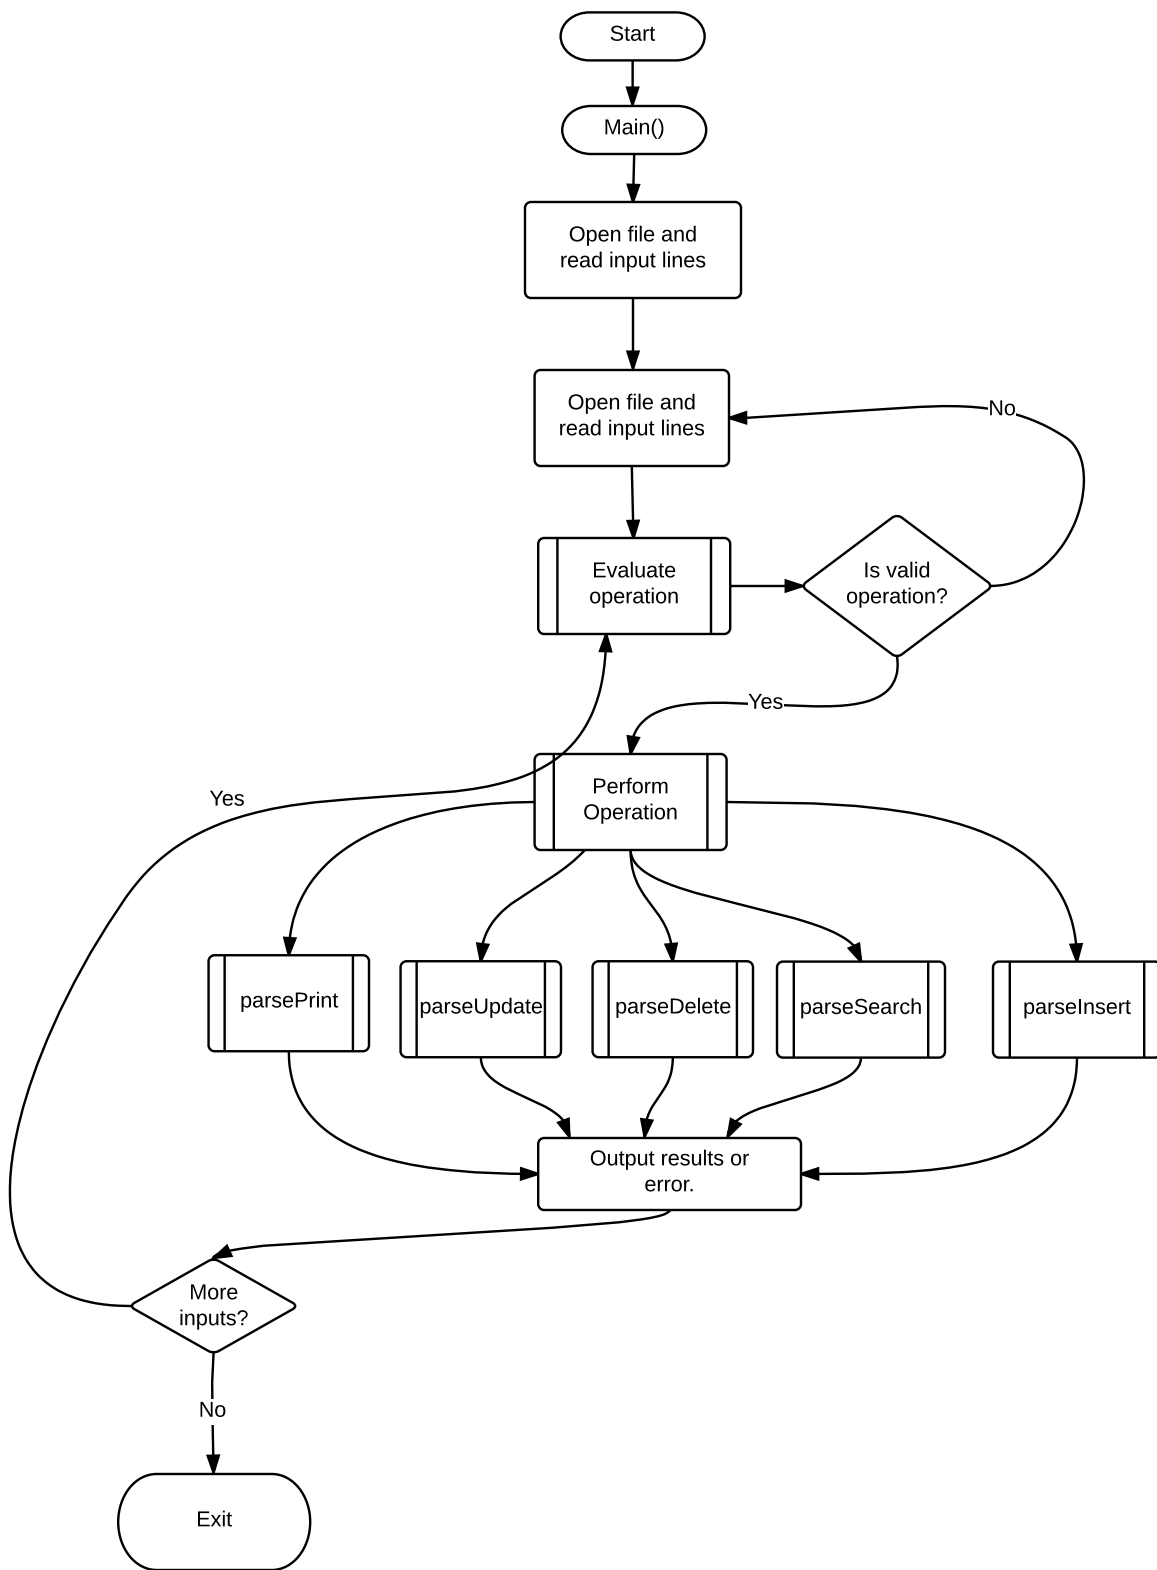 Start
Main()
Open file and
read input lines
Open file and
read input lines
No
Evaluate
operation
Is valid
operation?
Yes
Perform
Operation
Yes
parsePrint
parseUpdate
parseDelete
parseSearch
parseInsert
Output results or
error.
More
inputs?
No
Exit